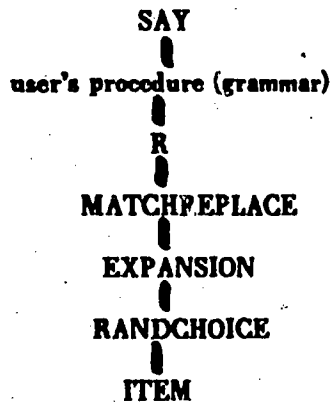 SAY
user's procedure (grammar)
R
MATCHREPLACE
EXPANSION
RANDCHOICE
ITEM